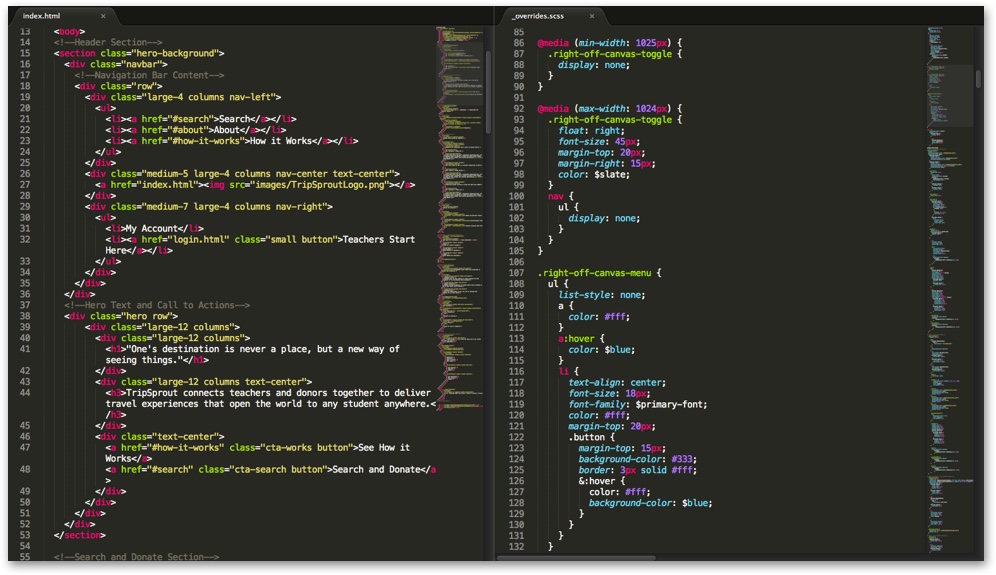 index.html ×
13 <body>
14 <!--Header Section-->
15 <section class="hero-background">
16 <div class="navbar">
17 <!--Navigation Bar Content-->
18 <div class="row">
19 <div class="large-4 columns nav-left">
20 <ul>
21 <li><a href="#search">Search</a></li>
22 <li><a href="#about">About</a></li>
23 <li><a href="#how-it-works">How it Works</a></li>
24 </ul>
25 </div>
26 <div class="medium-5 large-4 columns nav-center text-center">
27 <a href="index.html"><img src="images/TripSproutLogo.png"></a>
28 </div>
29 <div class="medium-7 large-4 columns nav-right">
30 <ul>
31 <li>My Account</li>
32 <li><a href="login.html" class="small button">Teachers Start
Here</a></li>
33 </ul>
34 </div>
35 </div>
36 </div>
37 <!--Hero Text and Call to Actions-->
38 <div class="hero row">
39 <div class="large-12 columns">
40 <div class="large-12 columns">
41 <h1>"One's destination is never a place, but a new way of
seeing things."</h1>
42 </div>
43 <div class="large-12 columns text-center">
44 <h3>TripSprout connects teachers and donors together to deliver
travel experiences that open the world to any student anywhere.<
/h3>
45 </div>
46 <div class="text-center">
47 <a href="#how-it-works" class="cta-works button">See How it
Works</a>
48 <a href="#search" class="cta-search button">Search and Donate</a
>
49 </div>
50 </div>
51 </div>
52 </div>
53 </section>
54
55 <!--Search and Donate Section-->
_overrides.scss ×
85
86 @media (min-width: 1025px) {
87 .right-off-canvas-toggle {
88 display: none;
89 }
90 }
91
92 @media (max-width: 1024px) {
93 .right-off-canvas-toggle {
94 float: right;
95 font-size: 45px;
96 margin-top: 20px;
97 margin-right: 15px;
98 color: $slate;
99 }
100 nav {
101 ul {
102 display: none;
103 }
104 }
105 }
106
107 .right-off-canvas-menu {
108 ul {
109 list-style: none;
110 a {
111 color: #fff;
112 }
113 a:hover {
114 color: $blue;
115 }
116 li {
117 text-align: center;
118 font-size: 18px;
119 font-family: $primary-font;
120 color: #fff;
121 margin-top: 20px;
122 .button {
123 margin-top: 15px;
124 background-color: #333;
125 border: 3px solid #fff;
126 &:hover {
127 color: #fff;
128 background-color: $blue;
129 }
130 }
131 }
132 }